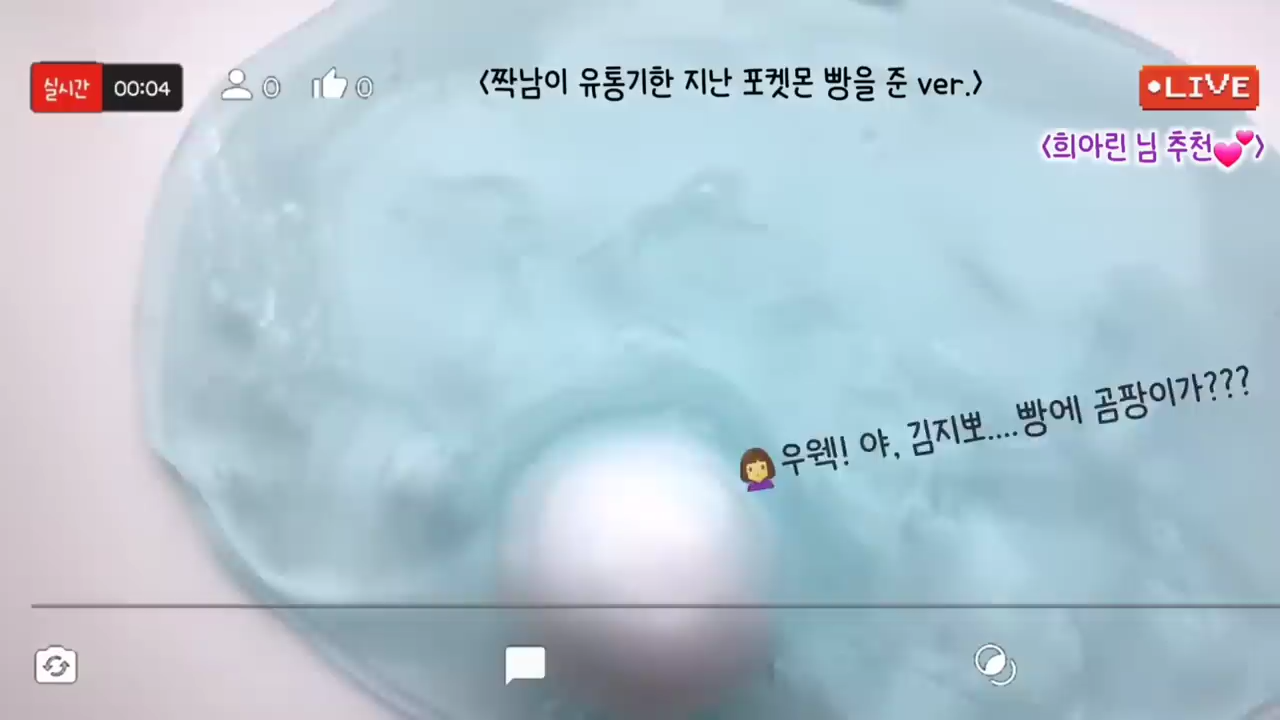 실시간 00:04 0 0
<짝남이 유통기한 지난 포켓몬 빵을 준 ver.>
LIVE
<희아린 님 추천💕>
우웩! 야, 김지뽀....빵에 곰팡이가???